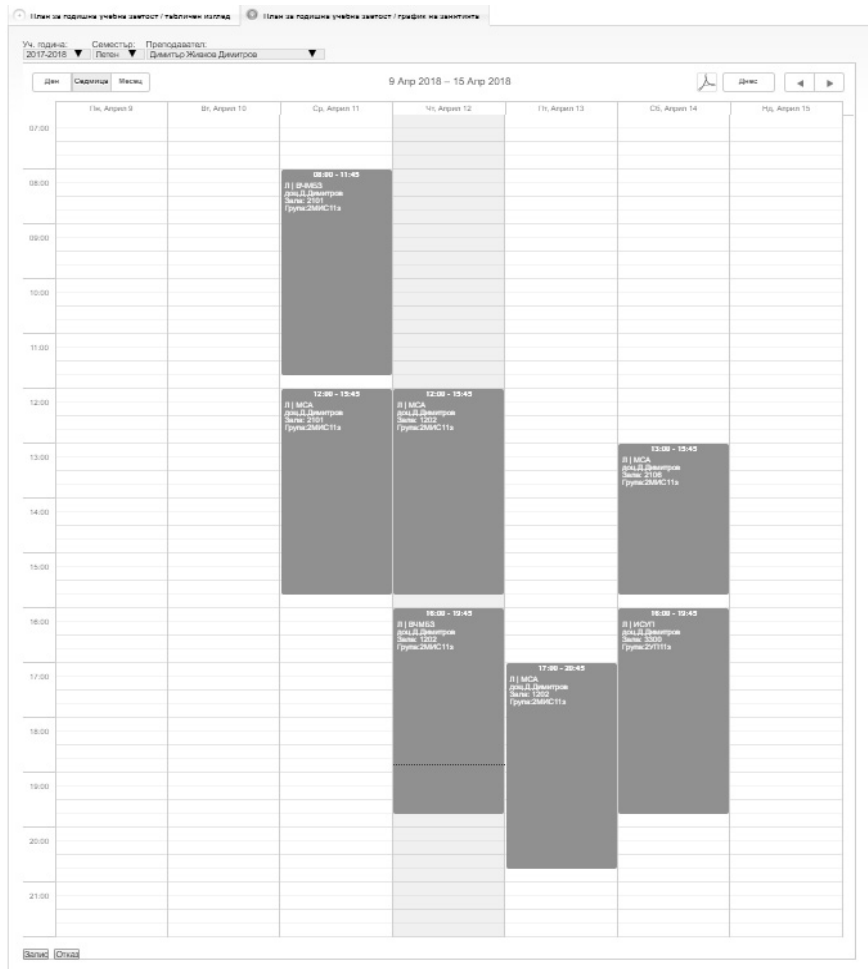 План за годишна учебна заетост / табличен изглед
План за годишна учебна заетост / график на занятията
Уч. година: Семестър: Преподавател:
2017-2018 Летен Димитър Живков Димитров
Ден Седмица Месец 9 Апр 2018 – 15 Апр 2018 Днес
Пн, Април 9 Вт, Април 10 Ср, Април 11 Чт, Април 12 Пт, Април 13 Сб, Април 14 Нд, Април 15
07:00
08:00
09:00
10:00
11:00
12:00
13:00
14:00
15:00
16:00
17:00
18:00
19:00
20:00
21:00
08:00 - 11:45
Л | ВЧМБЗ
доц.Д.Димитров
Зала: 2101
Група:2МИС11з
12:00 - 15:45
Л | МСА
доц.Д.Димитров
Зала: 2101
Група:2МИС11з
12:00 - 15:45
Л | МСА
доц.Д.Димитров
Зала: 1202
Група:2МИС11з
16:00 - 19:45
Л | ВЧМБЗ
доц.Д.Димитров
Зала: 1202
Група:2МИС11з
17:00 - 20:45
Л | МСА
доц.Д.Димитров
Зала: 1202
Група:2МИС11з
13:00 - 15:45
Л | МСА
доц.Д.Димитров
Зала: 2106
Група:2МИС11з
16:00 - 19:45
Л | ИСУП
доц.Д.Димитров
Зала: 3300
Група:2УП11з
Запис Отказ